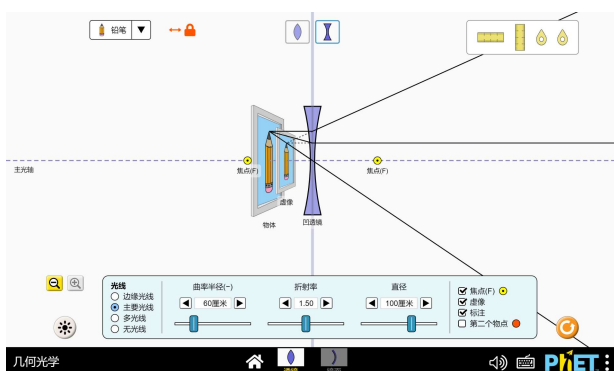 铅笔
主光轴
焦点(F)
焦点(F)
虚像
物体
凹透镜
光线
边缘光线
主要光线
多光线
无光线
曲率半径(-)
60厘米
折射率
1.50
直径
100厘米
焦点(F)
虚像
标注
第二个物点
几何光学
透镜
PhET